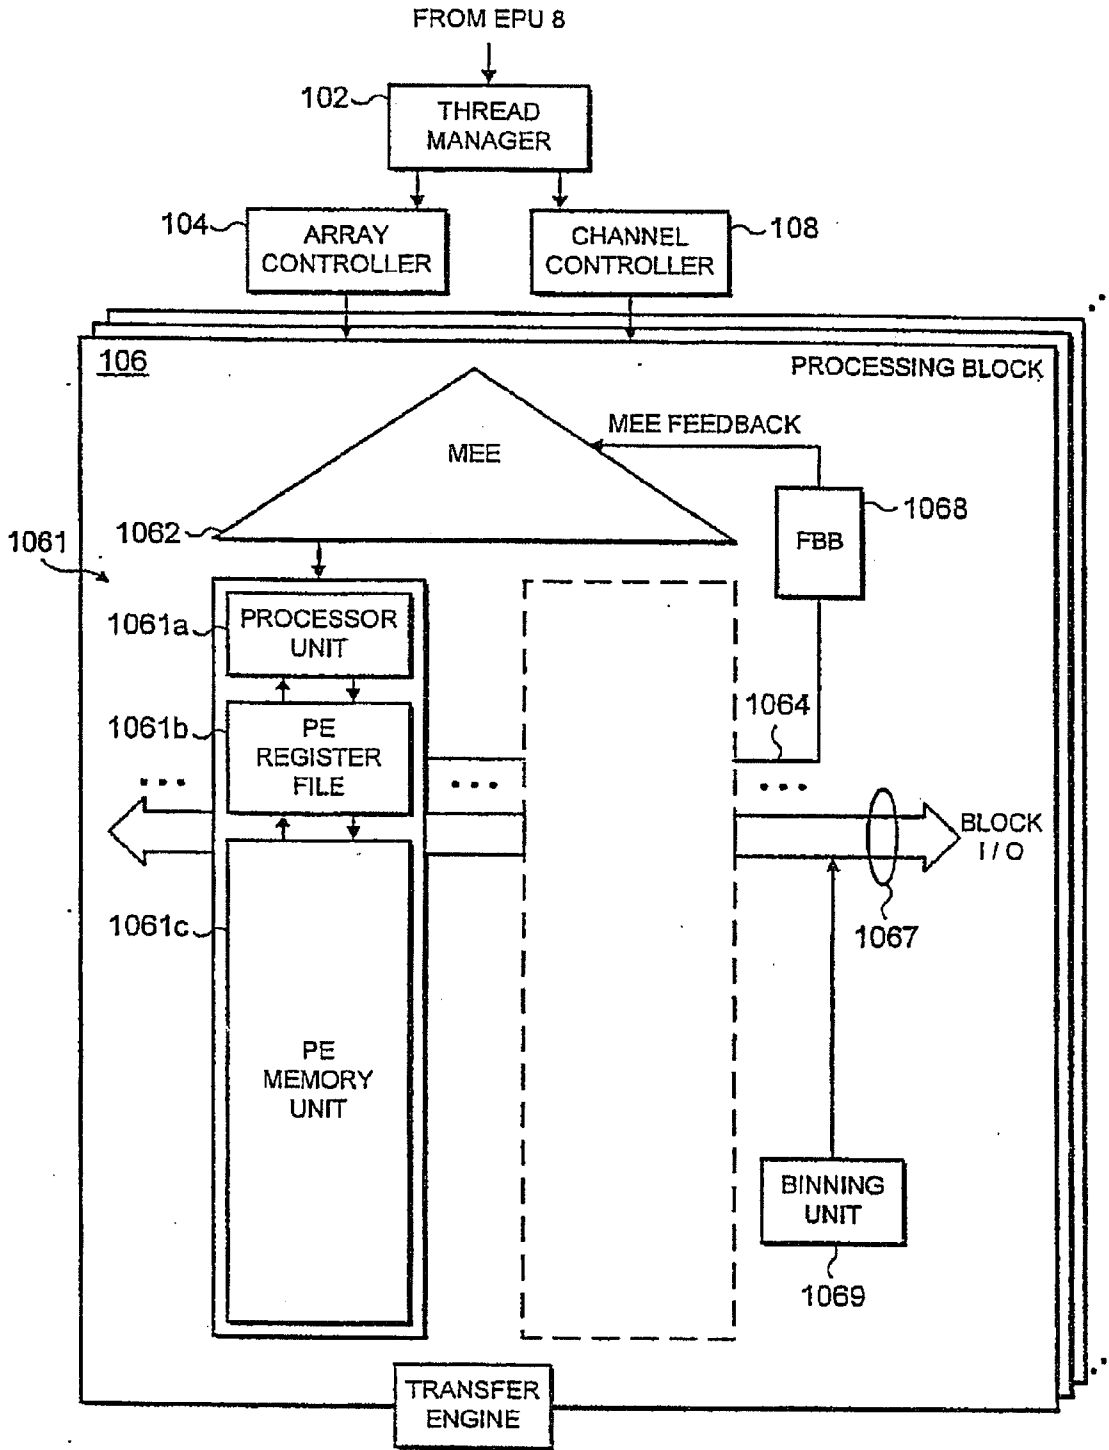 FROM EPU 8
102
THREAD
MANAGER
104
ARRAY
CONTROLLER
CHANNEL
CONTROLLER
108
106
PROCESSING BLOCK
MEE FEEDBACK
MEE
1062
1068
FBB
1061
1061a
PROCESSOR
UNIT
1061b
PE
REGISTER
FILE
1064
BLOCK
I / O
1067
1061c
PE
MEMORY
UNIT
BINNING
UNIT
1069
TRANSFER
ENGINE